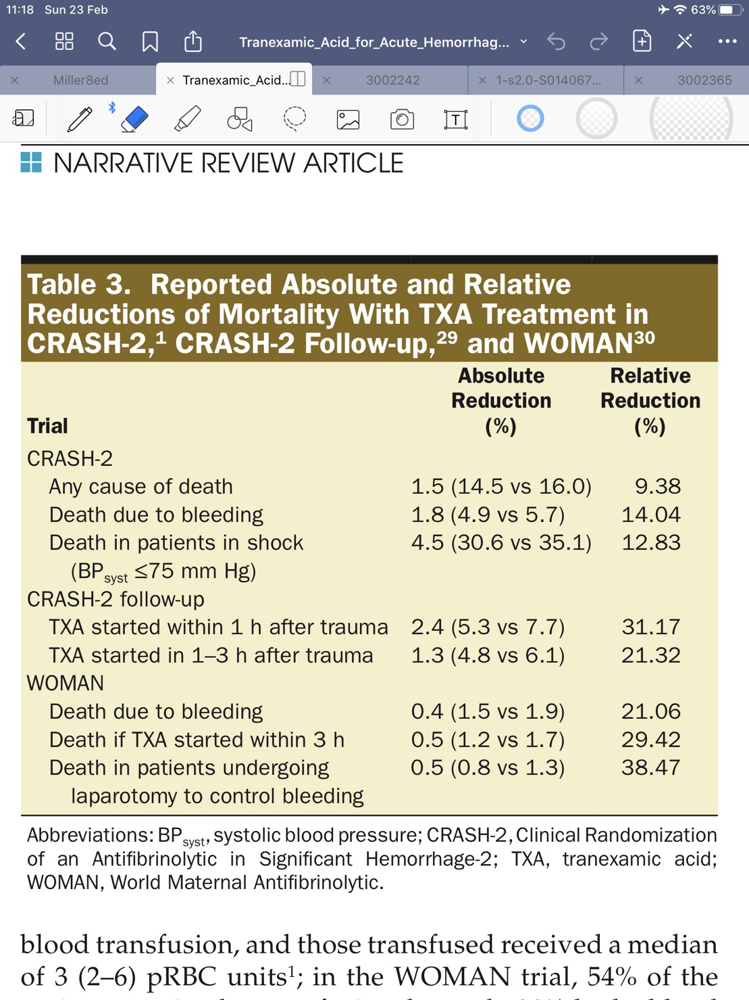 11:18 Sun 23 Feb 63%
Tranexamic_Acid_for_Acute_Hemorrhag...
Miller8ed Tranexamic_Acid... 3002242 1-s2.0-S014067... 3002365
NARRATIVE REVIEW ARTICLE
Table 3. Reported Absolute and Relative
Reductions of Mortality With TXA Treatment in
CRASH-2,¹ CRASH-2 Follow-up,²⁹ and WOMAN³⁰
Absolute Relative
Reduction Reduction
Trial (%) (%)
CRASH-2
Any cause of death 1.5 (14.5 vs 16.0) 9.38
Death due to bleeding 1.8 (4.9 vs 5.7) 14.04
Death in patients in shock 4.5 (30.6 vs 35.1) 12.83
(BPsyst ≤75 mm Hg)
CRASH-2 follow-up
TXA started within 1 h after trauma 2.4 (5.3 vs 7.7) 31.17
TXA started in 1–3 h after trauma 1.3 (4.8 vs 6.1) 21.32
WOMAN
Death due to bleeding 0.4 (1.5 vs 1.9) 21.06
Death if TXA started within 3 h 0.5 (1.2 vs 1.7) 29.42
Death in patients undergoing 0.5 (0.8 vs 1.3) 38.47
laparotomy to control bleeding
Abbreviations: BPsyst, systolic blood pressure; CRASH-2, Clinical Randomization
of an Antifibrinolytic in Significant Hemorrhage-2; TXA, tranexamic acid;
WOMAN, World Maternal Antifibrinolytic.
blood transfusion, and those transfused received a median
of 3 (2–6) pRBC units¹; in the WOMAN trial, 54% of the